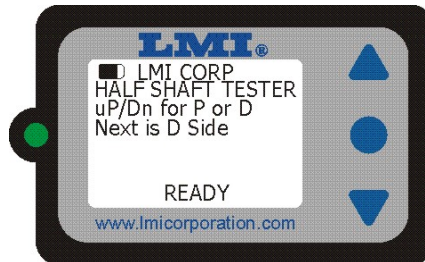 LMI®
LMI CORP
HALF SHAFT TESTER
uP/Dn for P or D
Next is D Side
READY
www.lmicorporation.com